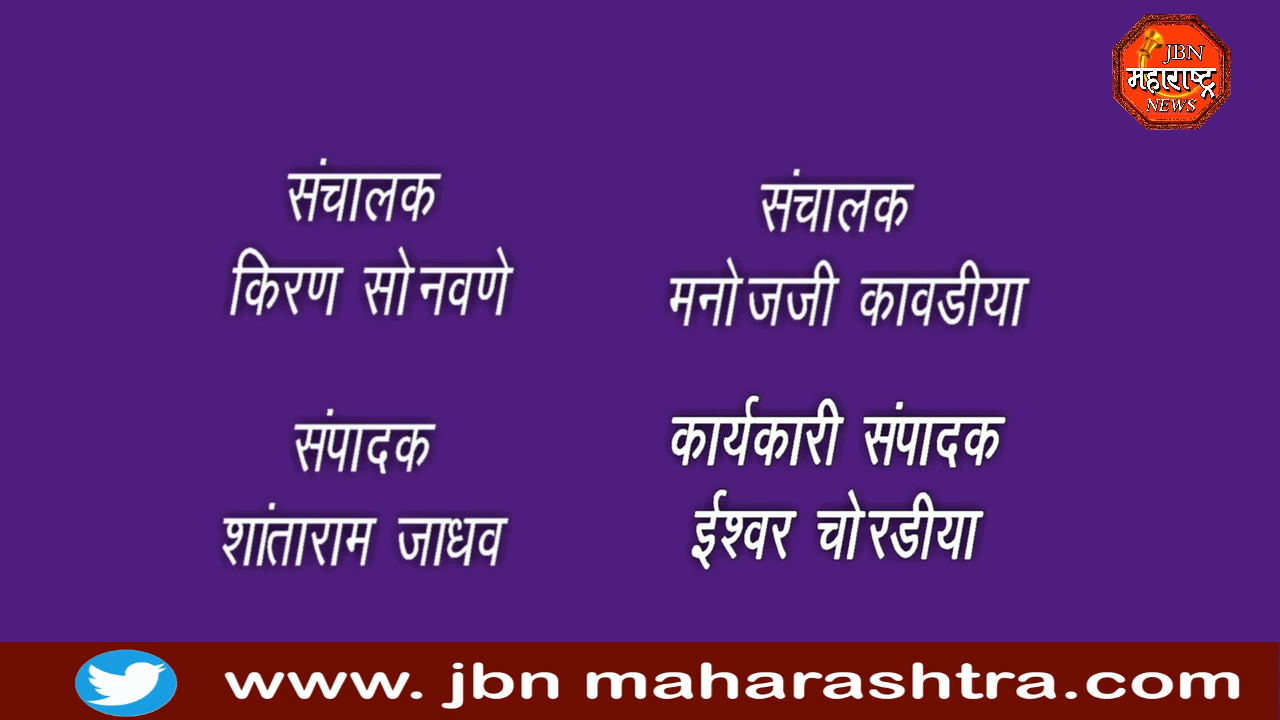 JBN
महाराष्ट्र
NEWS
संचालक
किरण सोनवणे
संचालक
मनोजजी कावडीया
संपादक
शांताराम जाधव
कार्यकारी संपादक
ईश्वर चोरडीया
www. jbn maharashtra.com